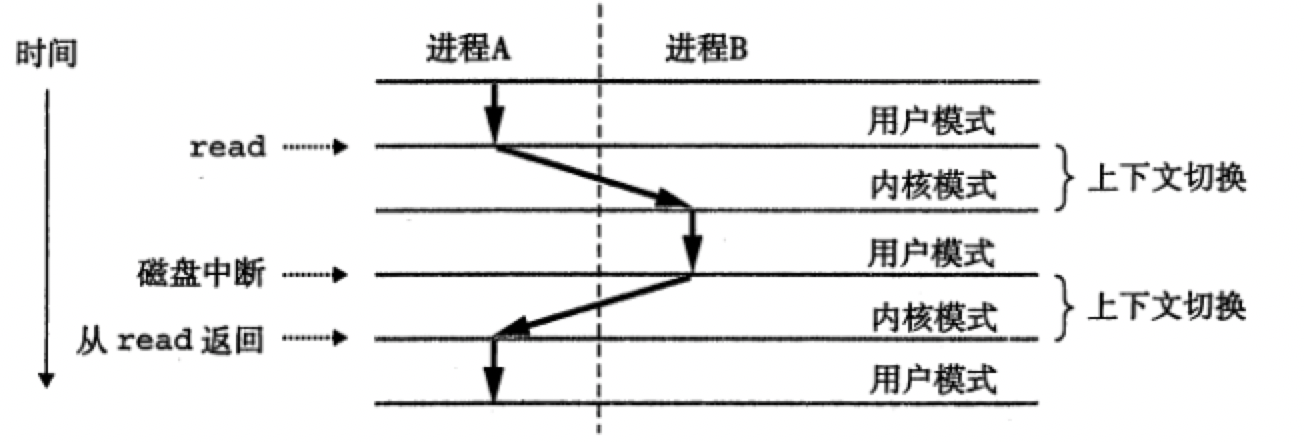 时间
进程A 进程B
用户模式
read
内核模式 上下文切换
用户模式
磁盘中断
内核模式 上下文切换
从 read 返回
用户模式